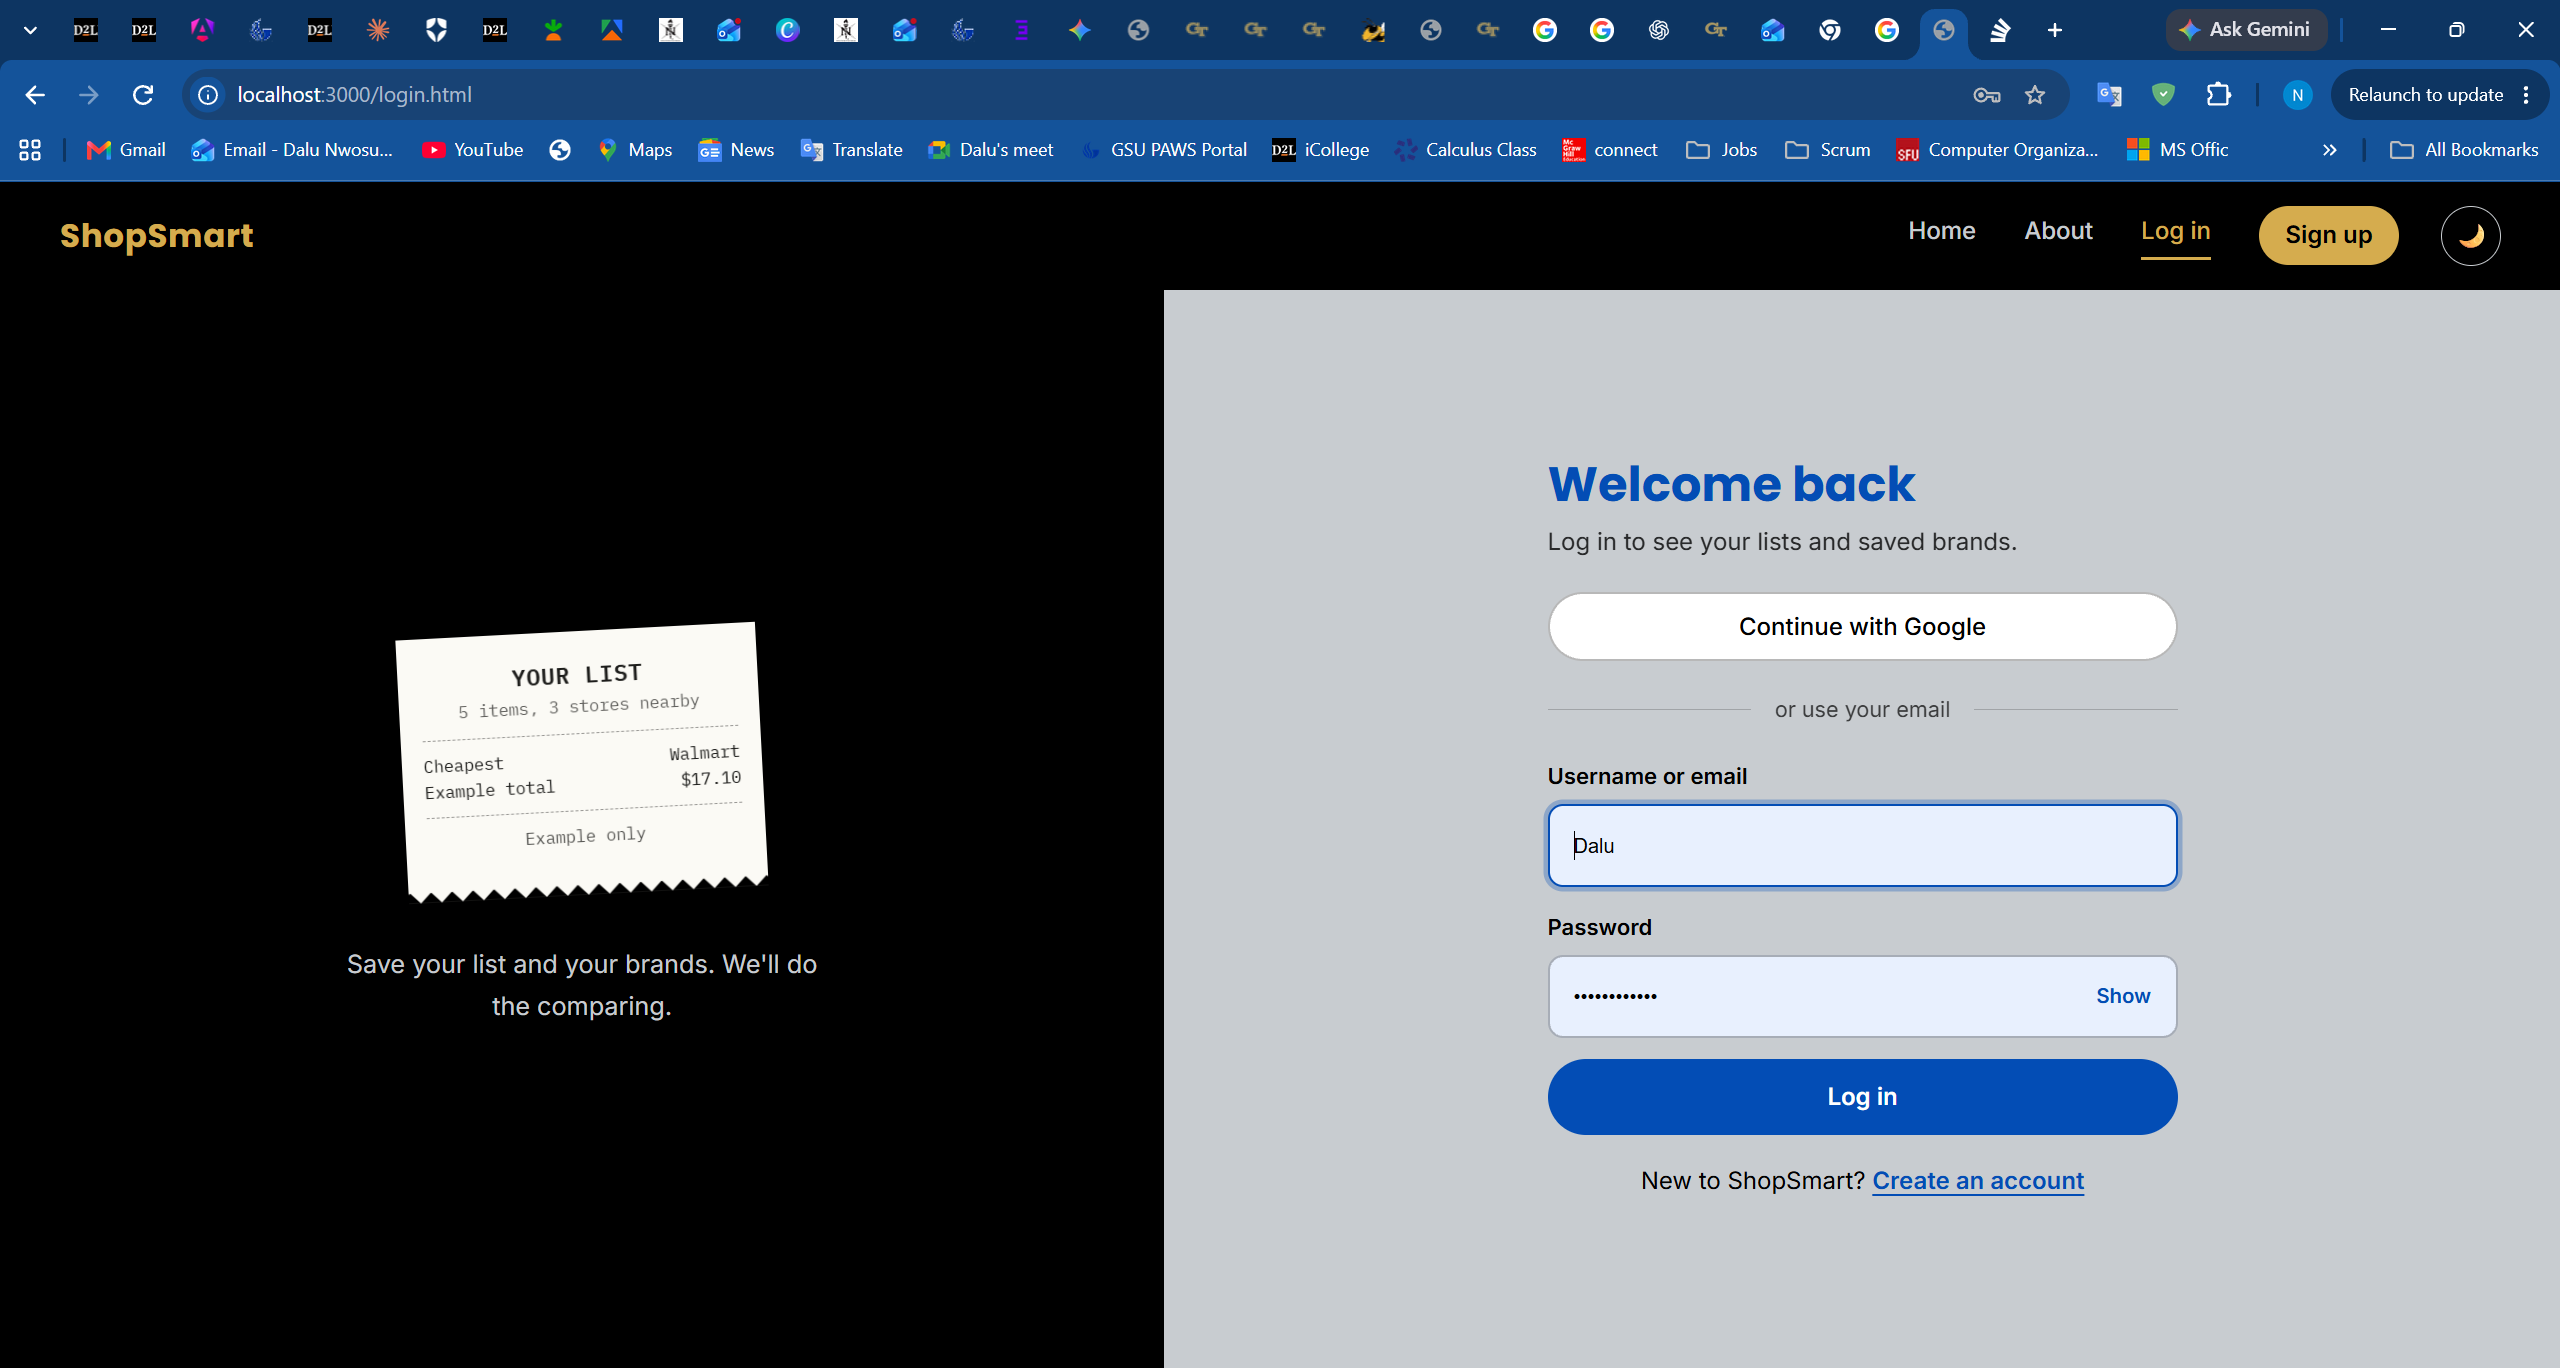 D2L D2L D2L D2L
Ask Gemini
localhost:3000/login.html
N
Relaunch to update
Gmail
Email - Dalu Nwosu...
YouTube
Maps
News
Translate
Dalu's meet
GSU PAWS Portal
D2L iCollege
Calculus Class
Mc Graw Hill Education connect
Jobs
Scrum
SFU Computer Organiza...
MS Offic
All Bookmarks
ShopSmart
Home
About
Log in
Sign up
YOUR LIST
5 items, 3 stores nearby
Cheapest Walmart
Example total $17.10
Example only
Save your list and your brands. We'll do
the comparing.
Welcome back
Log in to see your lists and saved brands.
Continue with Google
or use your email
Username or email
Dalu
Password
Show
Log in
New to ShopSmart? Create an account